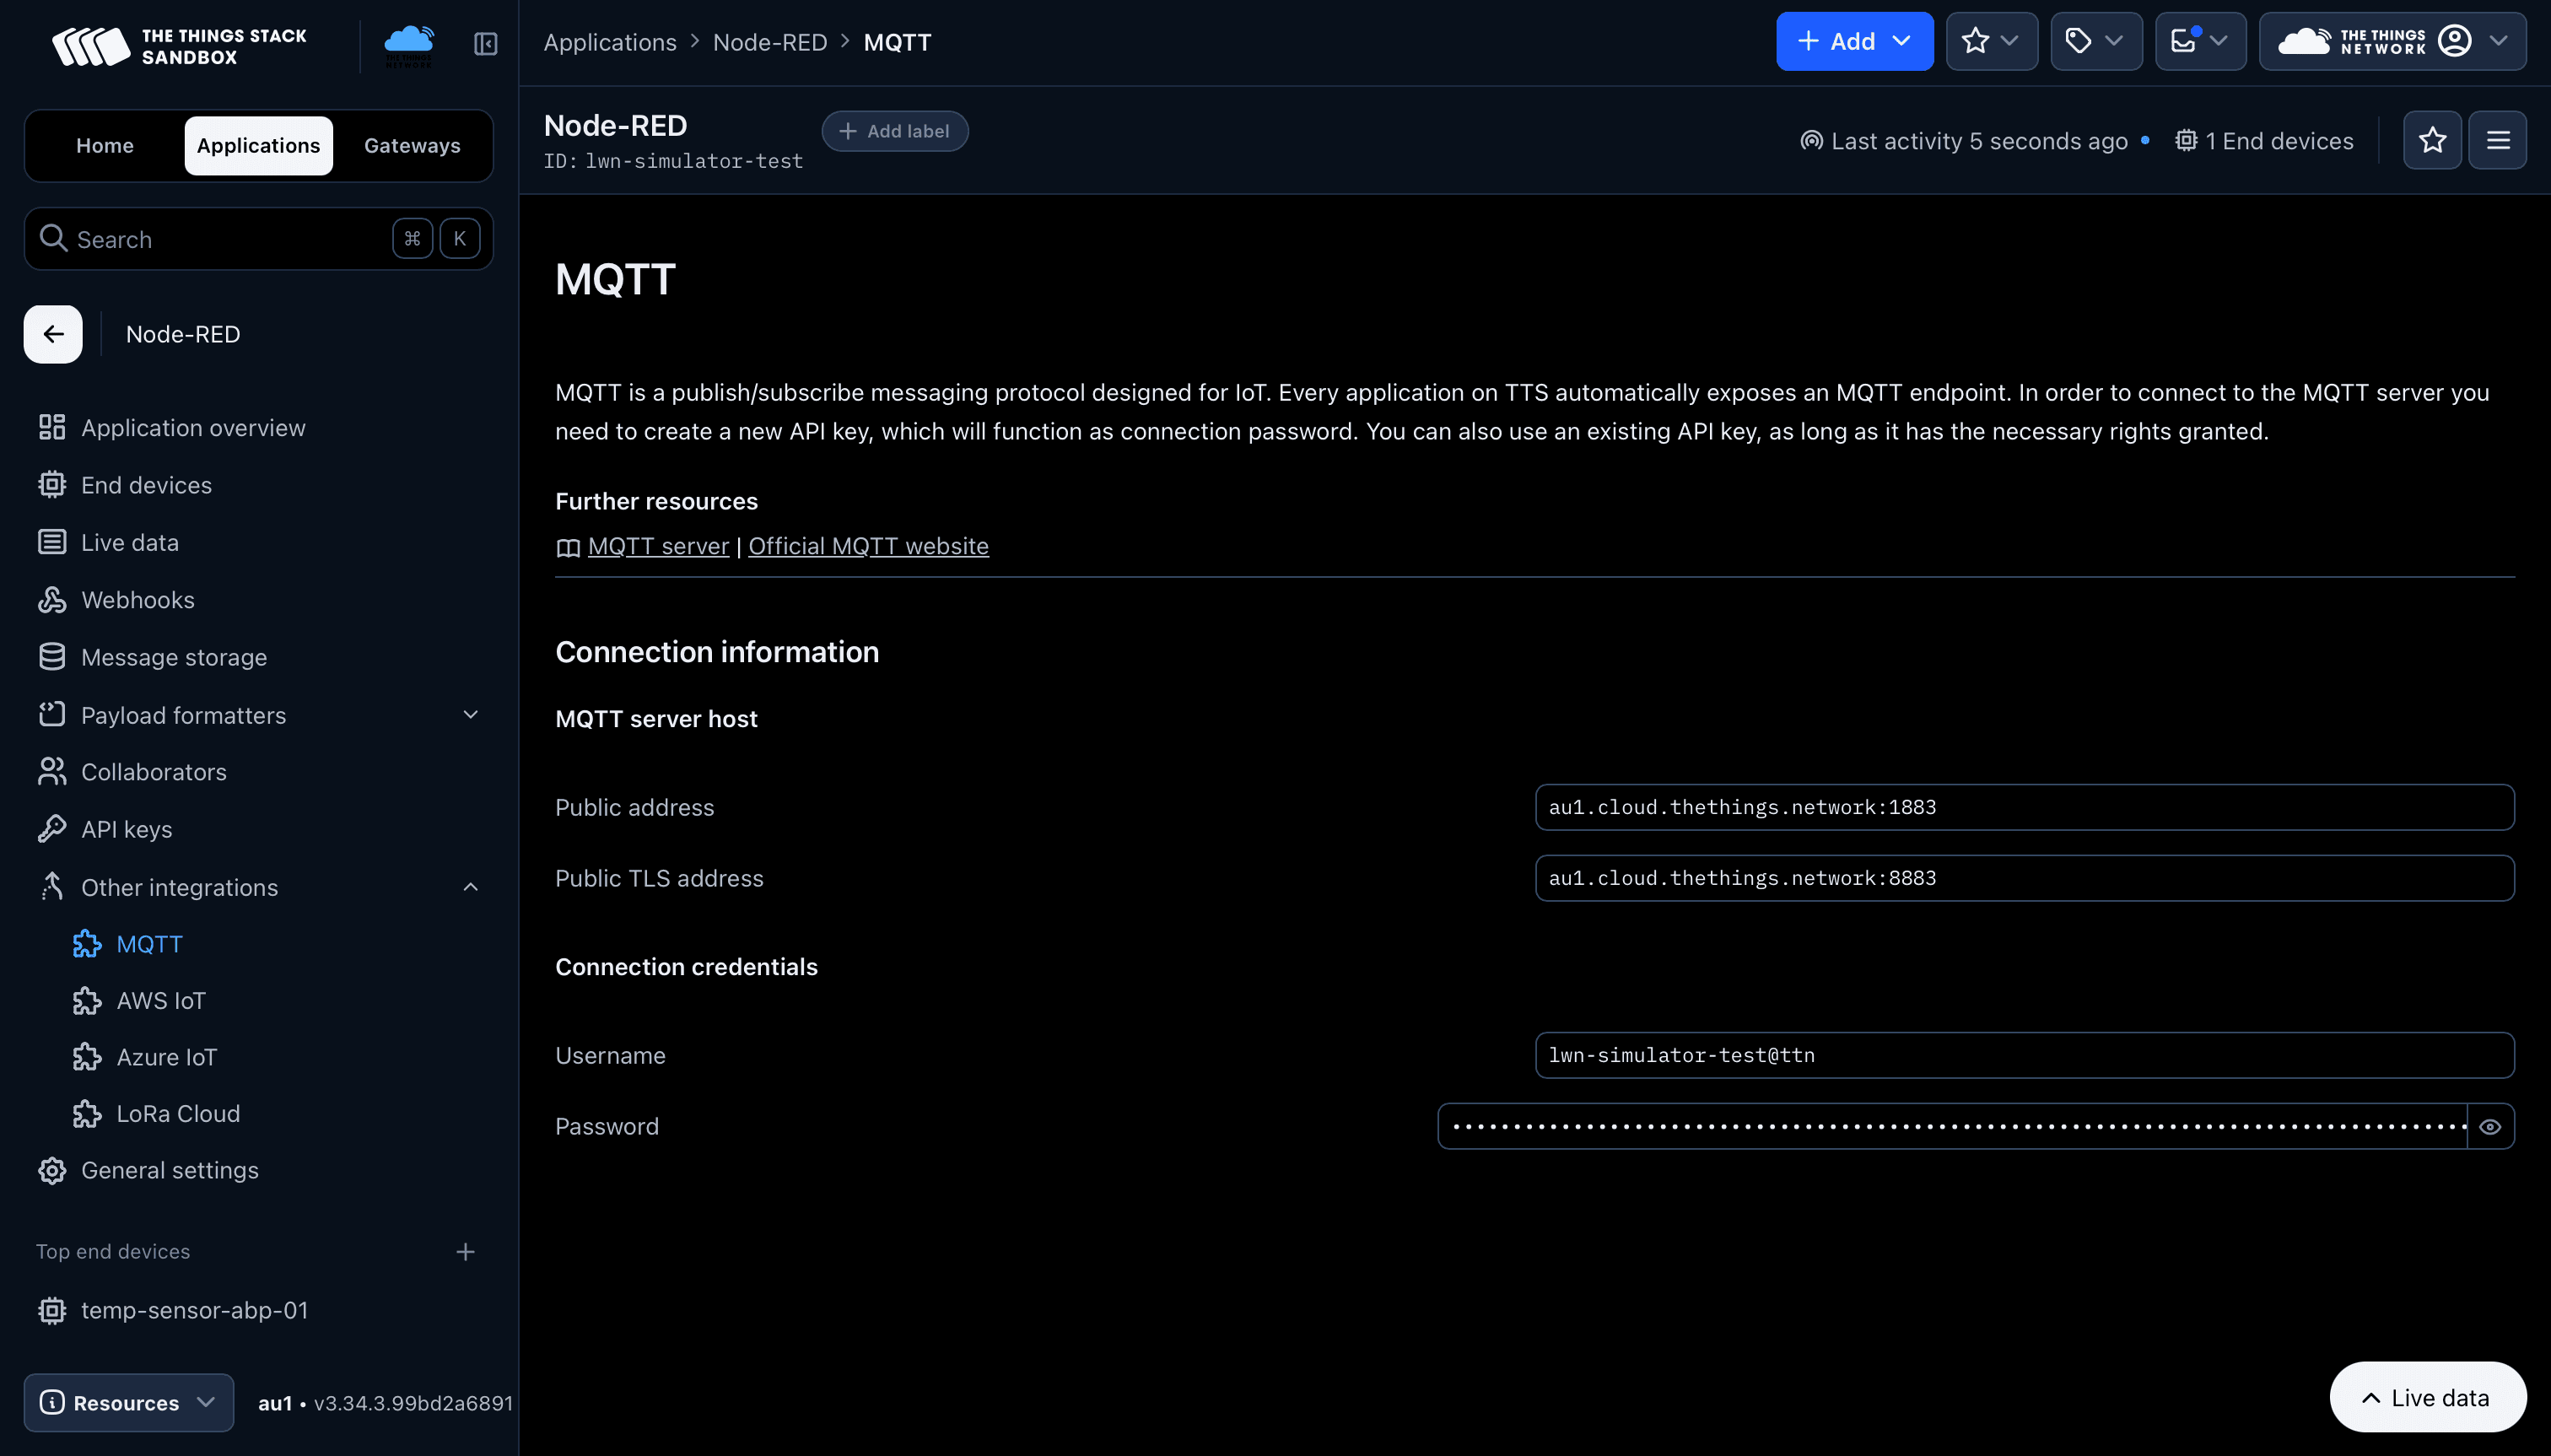 THE THINGS STACK
SANDBOX
THE THINGS
NETWORK
Home
Applications
Gateways
Search
⌘ K
Node-RED
Application overview
End devices
Live data
Webhooks
Message storage
Payload formatters
Collaborators
API keys
Other integrations
MQTT
AWS IoT
Azure IoT
LoRa Cloud
General settings
Top end devices
temp-sensor-abp-01
Resources
au1 • v3.34.3.99bd2a6891
Applications > Node-RED > MQTT
+ Add
THE THINGS
NETWORK
Node-RED
+ Add label
ID: lwn-simulator-test
Last activity 5 seconds ago •
1 End devices
MQTT
MQTT is a publish/subscribe messaging protocol designed for IoT. Every application on TTS automatically exposes an MQTT endpoint. In order to connect to the MQTT server you
need to create a new API key, which will function as connection password. You can also use an existing API key, as long as it has the necessary rights granted.
Further resources
MQTT server | Official MQTT website
Connection information
MQTT server host
Public address
au1.cloud.thethings.network:1883
Public TLS address
au1.cloud.thethings.network:8883
Connection credentials
Username
lwn-simulator-test@ttn
Password
Live data